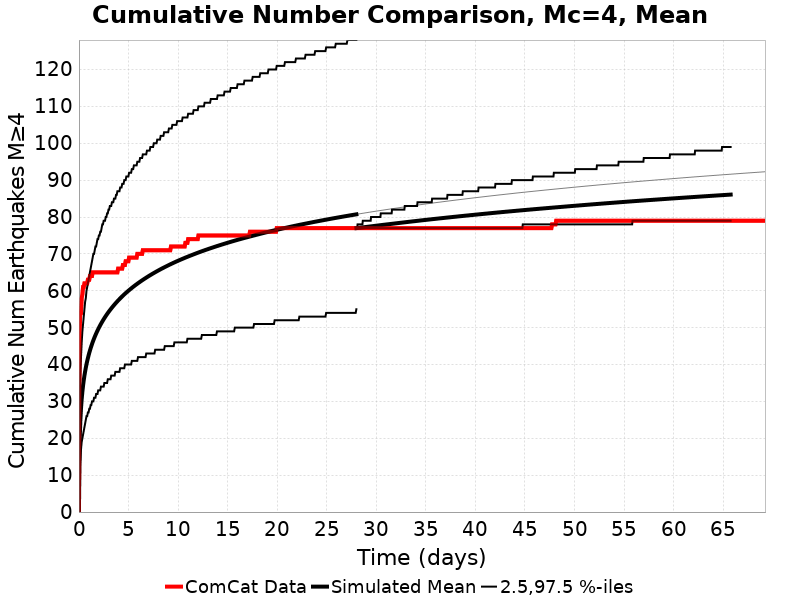 Cumulative Number Comparison, Mc=4, Mean
Cumulative Num Earthquakes M≥4
120
110
100
90
80
70
60
50
40
30
20
10
0
0 5 10 15 20 25 30 35 40 45 50 55 60 65
Time (days)
ComCat Data Simulated Mean 2.5,97.5 %-iles